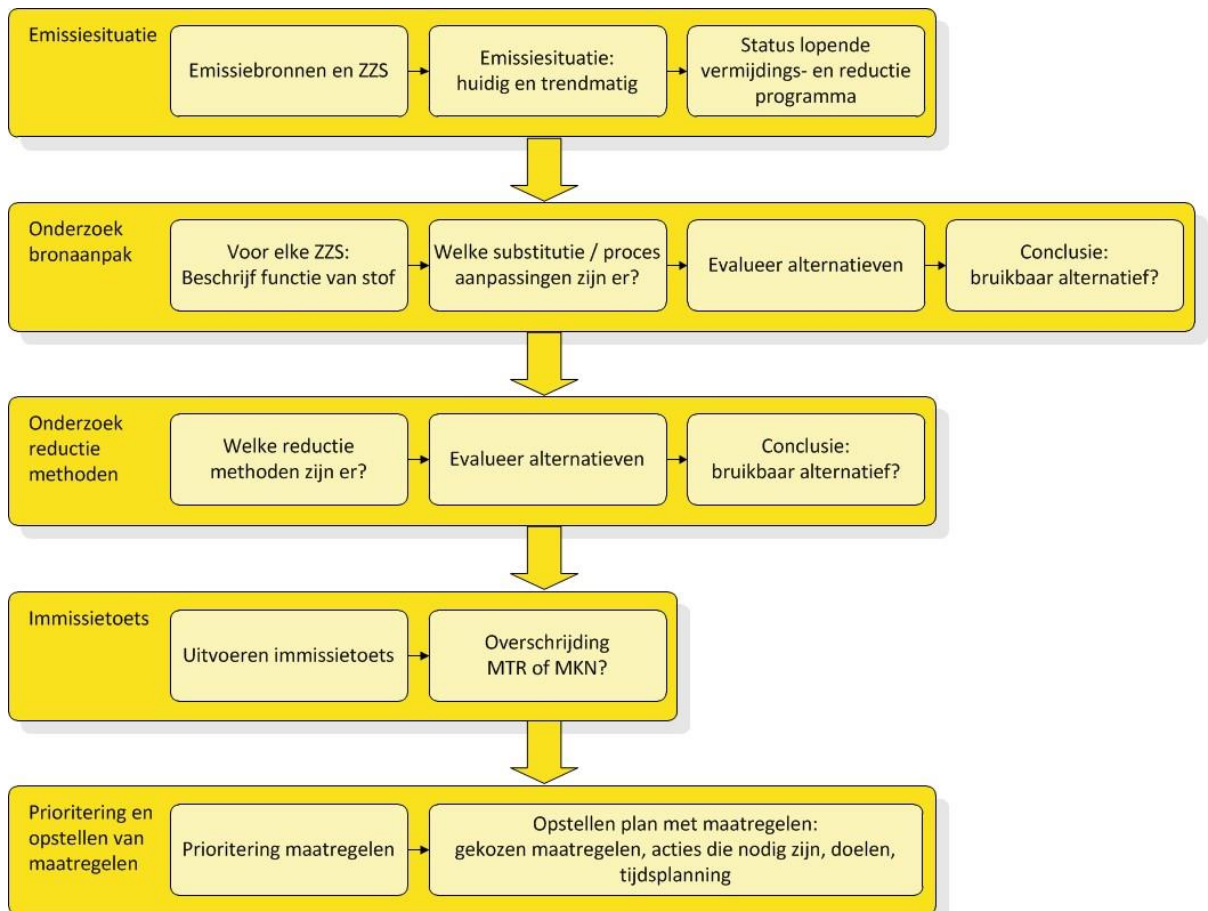 Emissiesituatie
Emissiebronnen en ZZS
Emissiesituatie:
huidig en trendmatig
Status lopende
vermijdings- en reductie
programma
Onderzoek
bronaanpak
Voor elke ZZS:
Beschrijf functie van stof
Welke substitutie / proces
aanpassingen zijn er?
Evalueer alternatieven
Conclusie:
bruikbaar alternatief?
Onderzoek
reductie
methoden
Welke reductie
methoden zijn er?
Evalueer alternatieven
Conclusie:
bruikbaar alternatief?
Immissietoets
Uitvoeren immissietoets
Overschrijding
MTR of MKN?
Prioritering en
opstellen van
maatregelen
Prioritering maatregelen
Opstellen plan met maatregelen:
gekozen maatregelen, acties die nodig zijn, doelen,
tijdsplanning